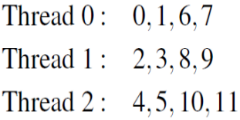 Thread 0 : 0,1,6,7
Thread 1 : 2,3,8,9
Thread 2 : 4,5,10,11